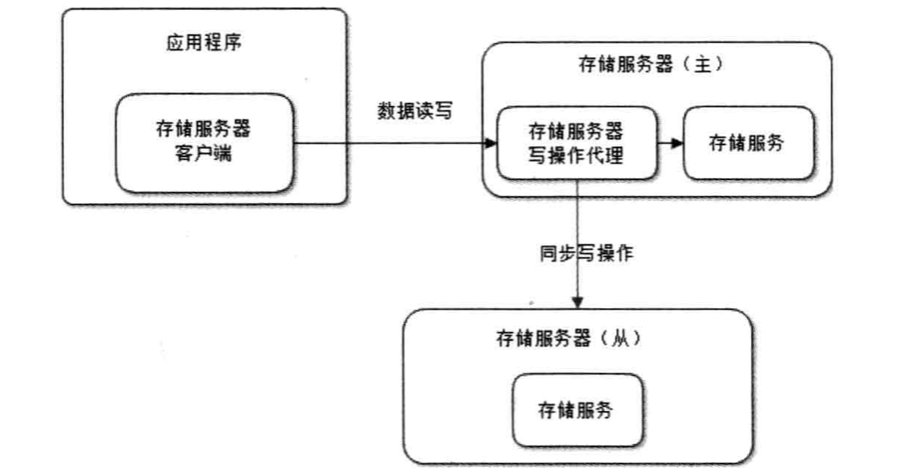 应用程序
存储服务器
客户端
数据读写
存储服务器（主）
存储服务器
写操作代理
存储服务
同步写操作
存储服务器（从）
存储服务